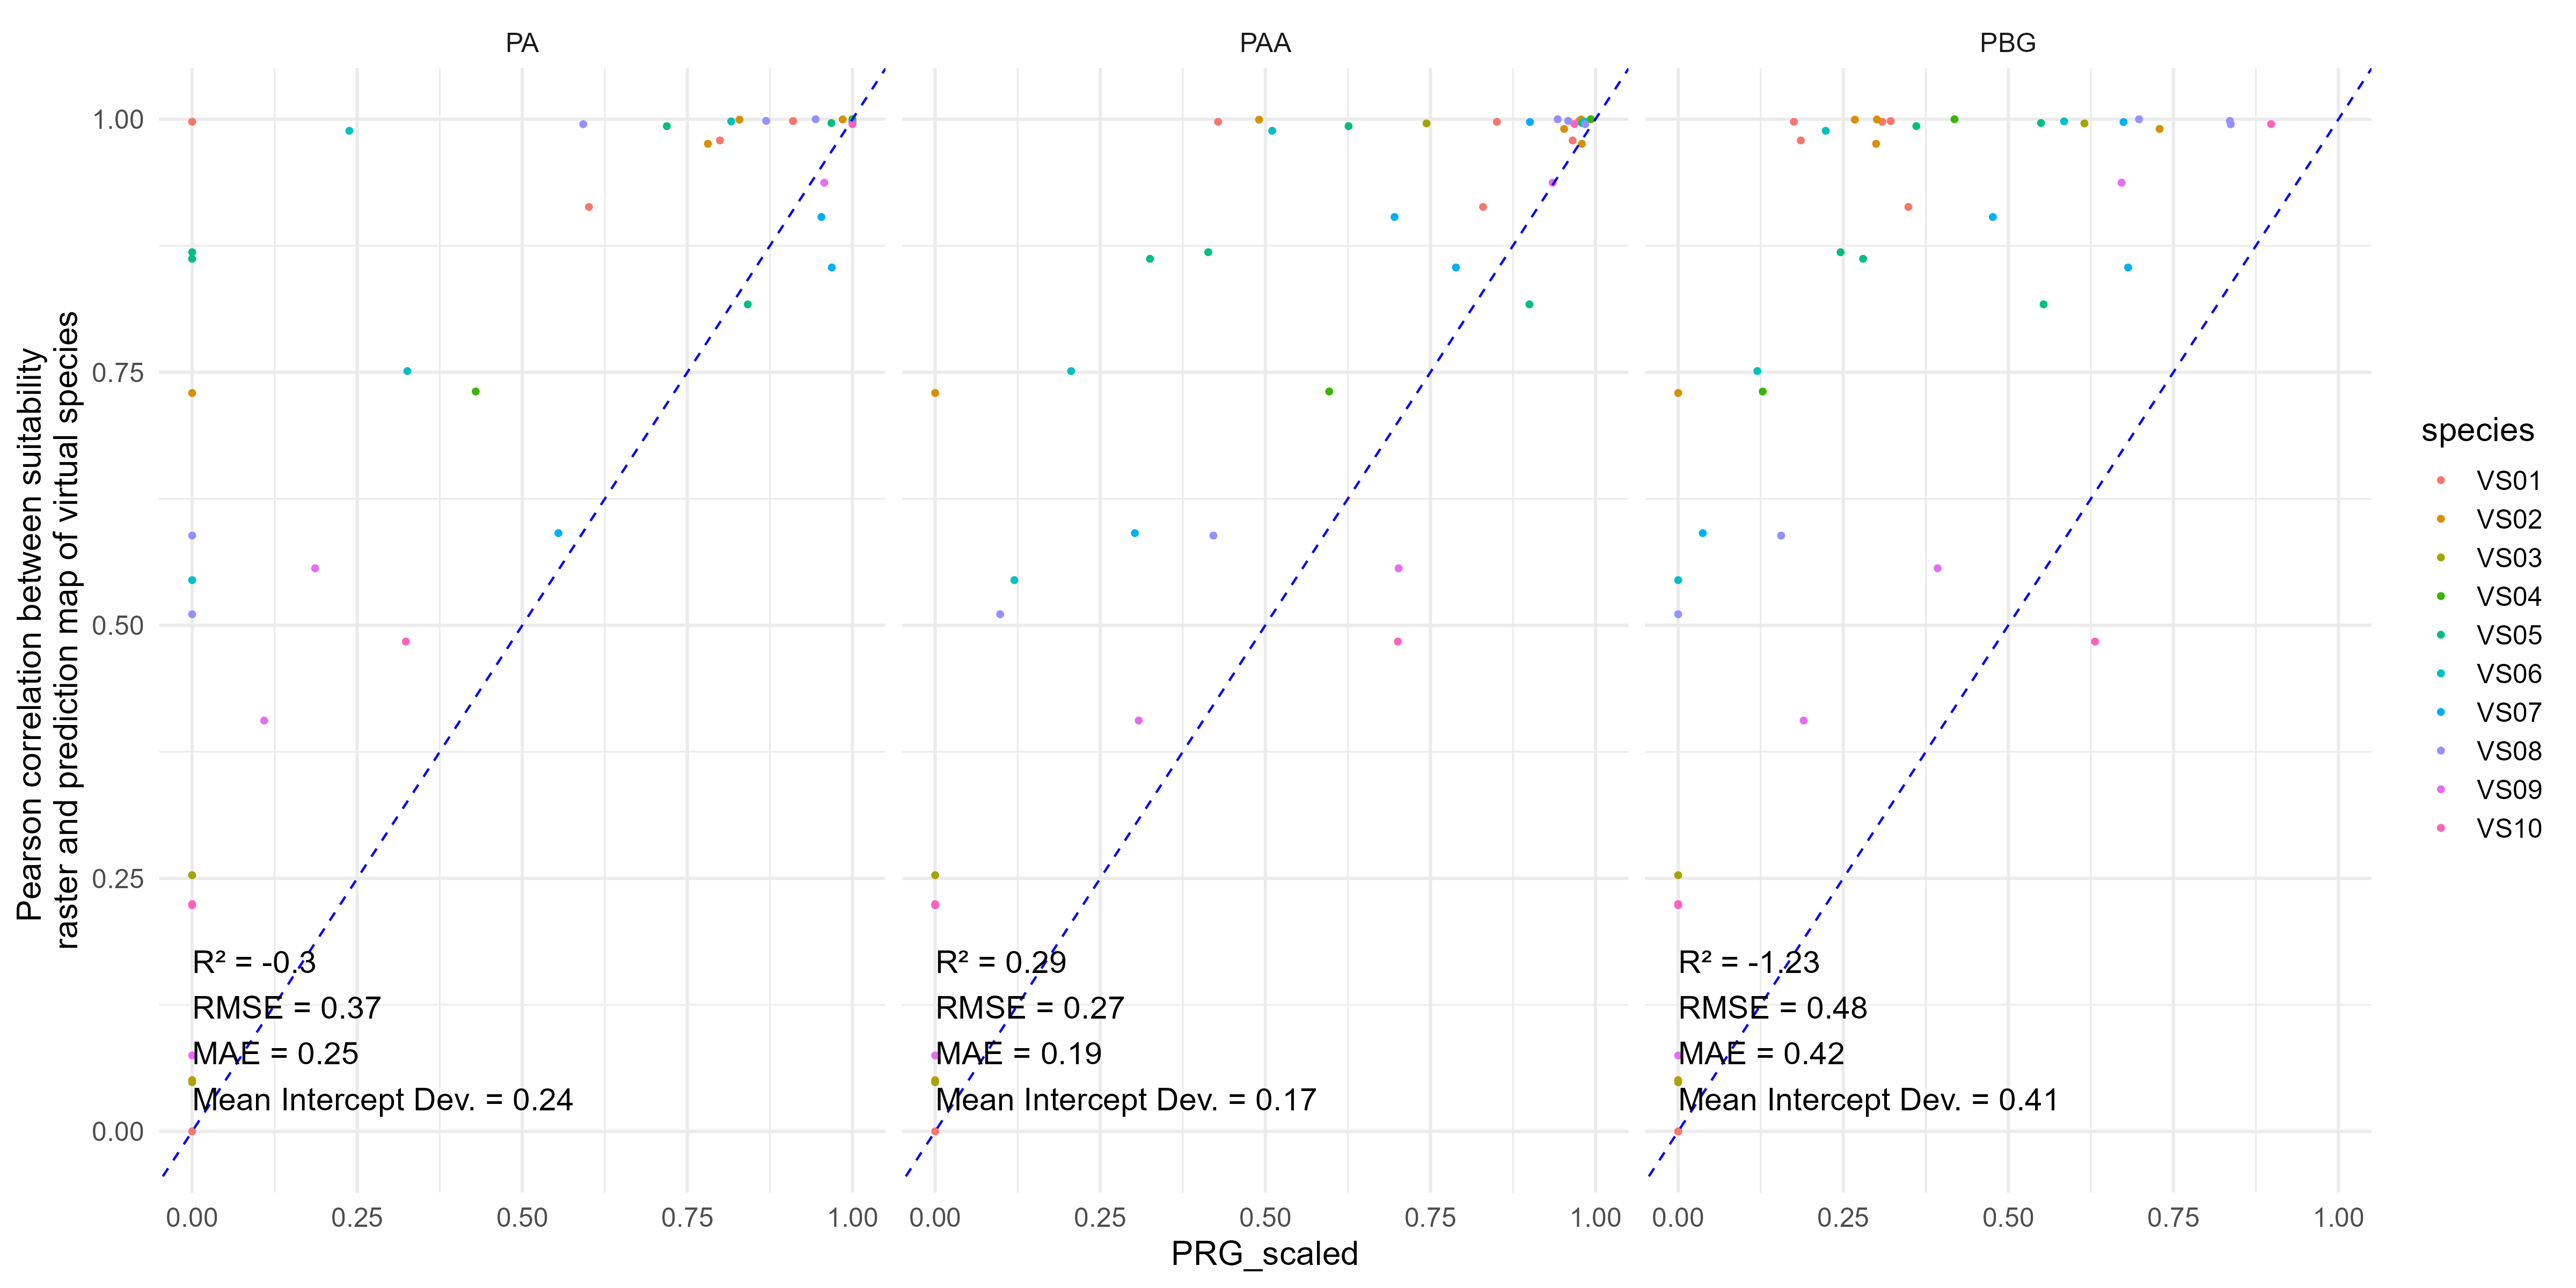 PA
PAA
PBG
Pearson correlation between suitability
raster and prediction map of virtual species
1.00
0.75
0.50
0.25
0.00
R² = -0.3
RMSE = 0.37
MAE = 0.25
Mean Intercept Dev. = 0.24
R² = 0.29
RMSE = 0.27
MAE = 0.19
Mean Intercept Dev. = 0.17
R² = -1.23
RMSE = 0.48
MAE = 0.42
Mean Intercept Dev. = 0.41
0.00 0.25 0.50 0.75 1.00
0.00 0.25 0.50 0.75 1.00
0.00 0.25 0.50 0.75 1.00
PRG_scaled
species
VS01
VS02
VS03
VS04
VS05
VS06
VS07
VS08
VS09
VS10